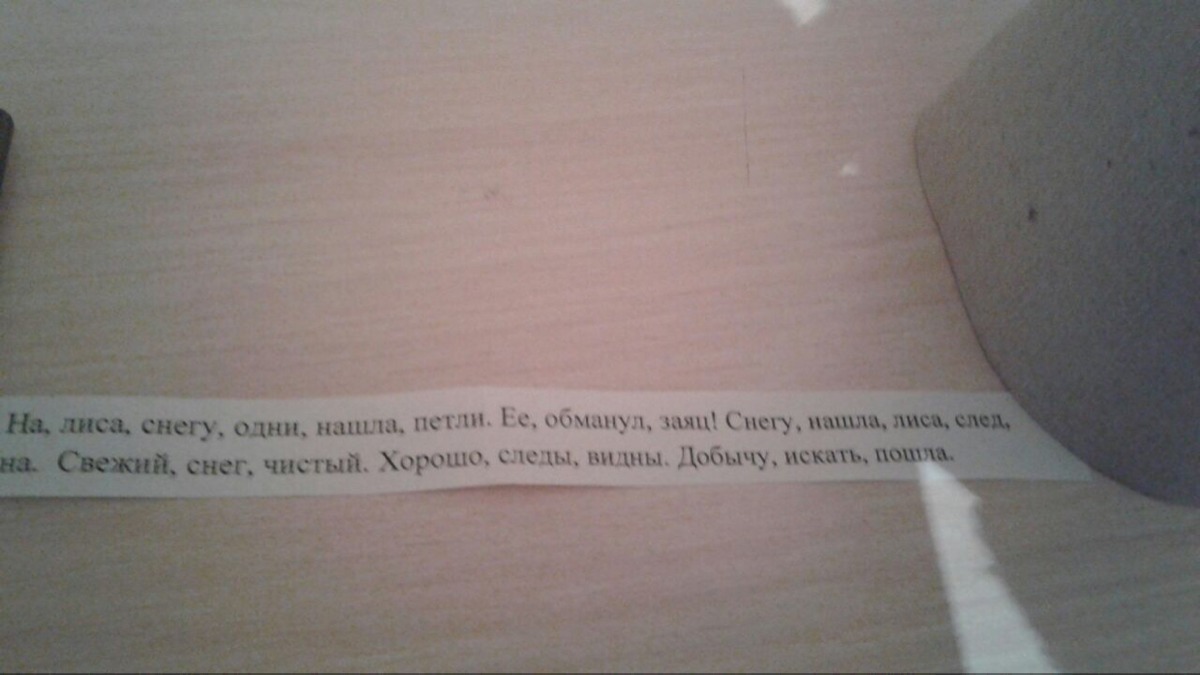 На, лиса, снегу, одни, нашла, петли. Ее, обманул, заяц! Снегу, нашла, лиса, след,
на. Свежий, снег, чистый. Хорошо, следы, видны. Добычу, искать, пошла.